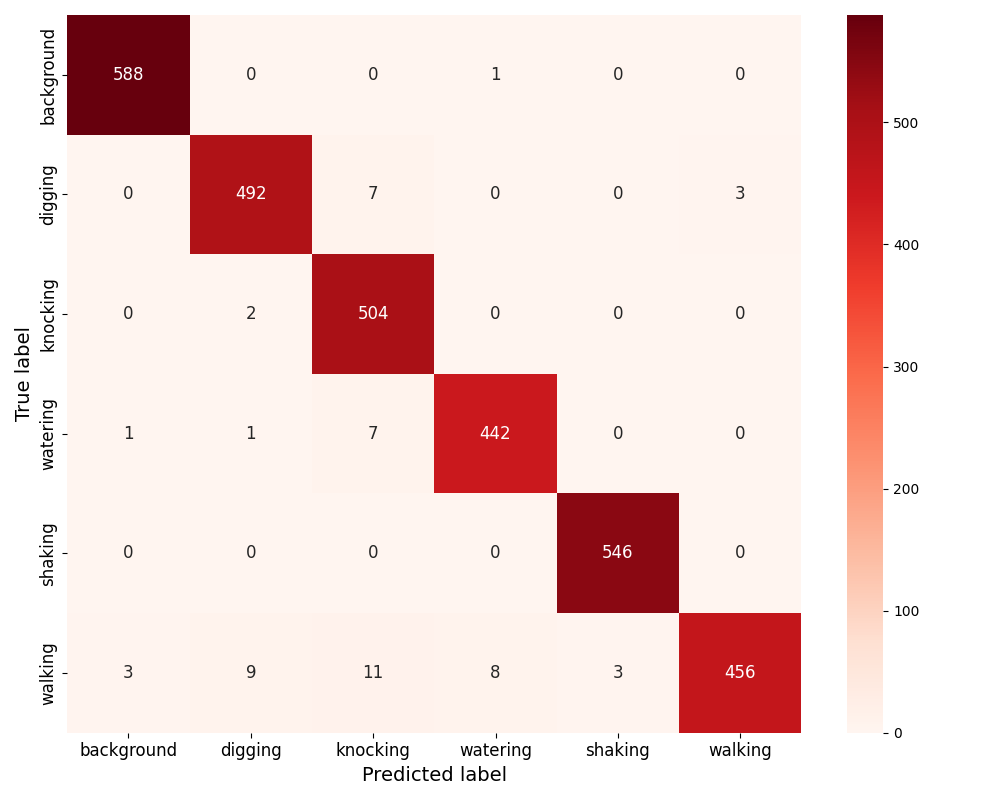 background 588 0 0 1 0 0
digging 0 492 7 0 0 3
knocking 0 2 504 0 0 0
watering 1 1 7 442 0 0
shaking 0 0 0 0 546 0
walking 3 9 11 8 3 456
background digging knocking watering shaking walking
Predicted label
True label
500
400
300
200
100
0